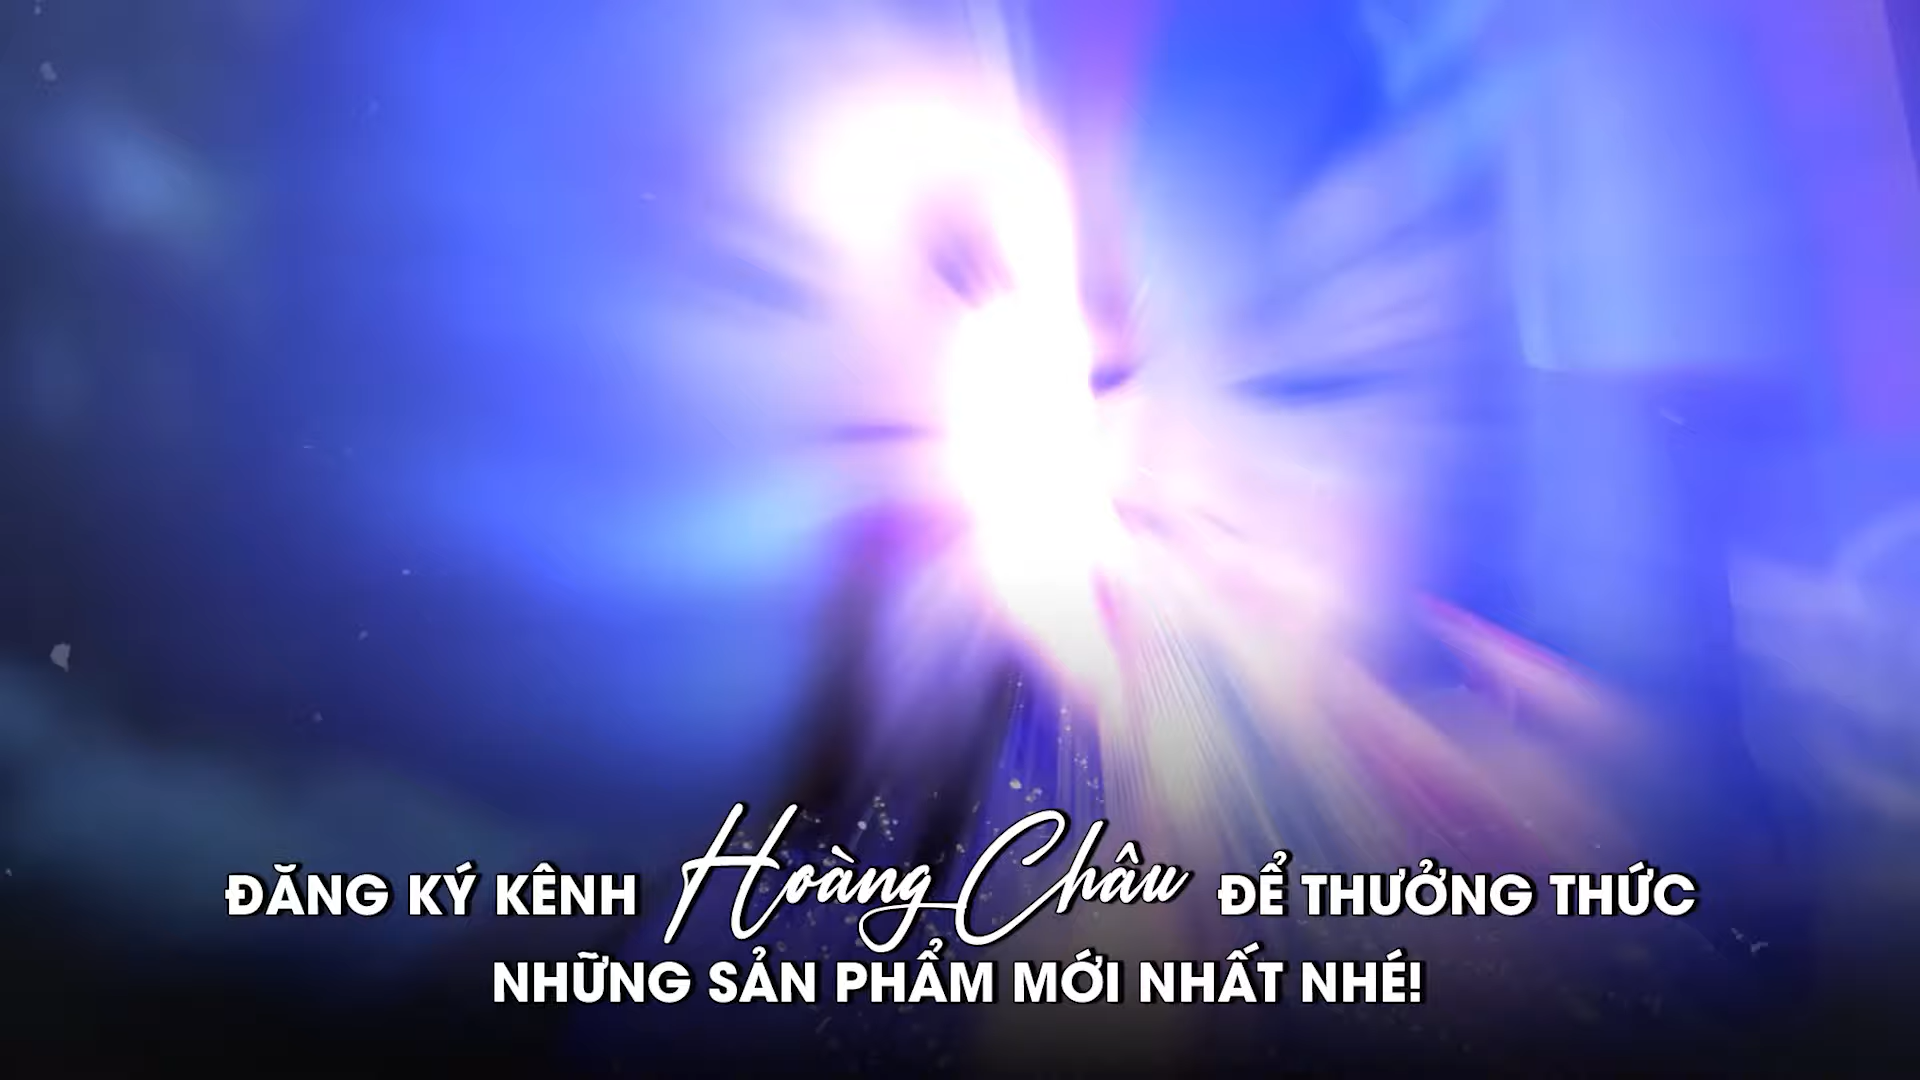 ĐĂNG KÝ KÊNH Hoàng Châu ĐỂ THƯỞNG THỨC
NHỮNG SẢN PHẨM MỚI NHẤT NHÉ!